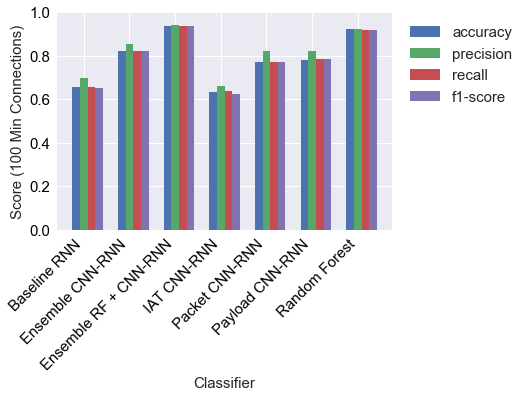 1.0
0.8
0.6
0.4
0.2
0.0
Score (100 Min Connections)
accuracy
precision
recall
f1-score
Baseline RNN
Ensemble CNN-RNN
Ensemble RF + CNN-RNN
IAT CNN-RNN
Packet CNN-RNN
Payload CNN-RNN
Random Forest
Classifier